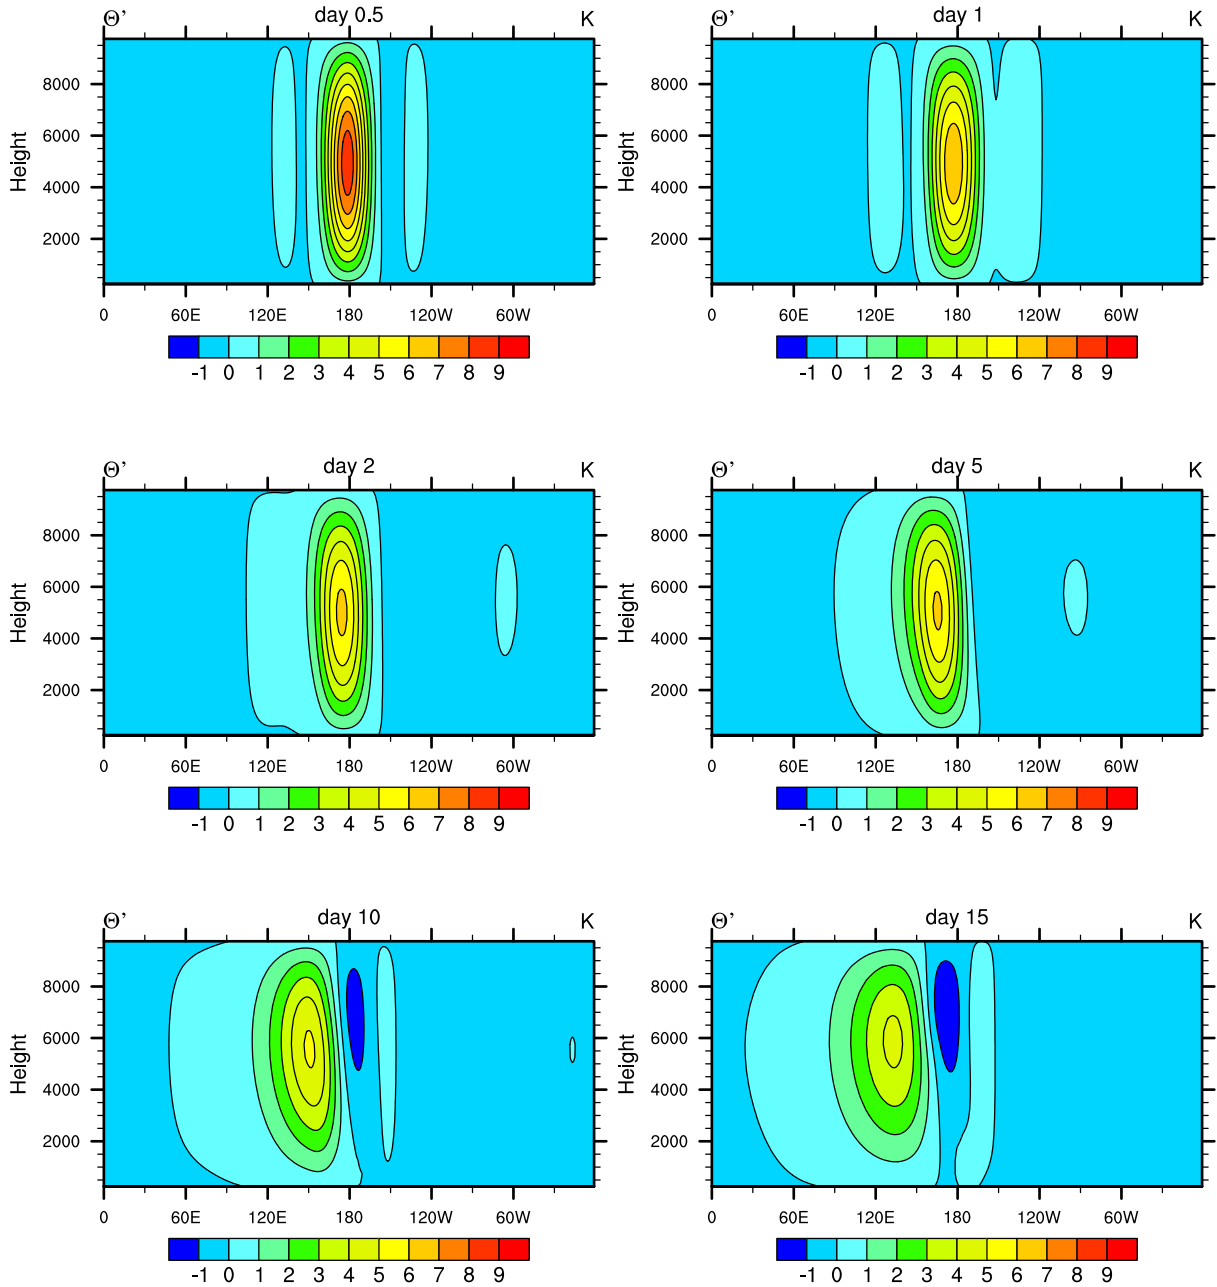 Θ’ day 0.5 K
Θ’ day 1 K
8000
6000
4000
2000
Height
8000
6000
4000
2000
Height
0 60E 120E 180 120W 60W
0 60E 120E 180 120W 60W
-1 0 1 2 3 4 5 6 7 8 9
-1 0 1 2 3 4 5 6 7 8 9
Θ’ day 2 K
Θ’ day 5 K
8000
6000
4000
2000
Height
8000
6000
4000
2000
Height
0 60E 120E 180 120W 60W
0 60E 120E 180 120W 60W
-1 0 1 2 3 4 5 6 7 8 9
-1 0 1 2 3 4 5 6 7 8 9
Θ’ day 10 K
Θ’ day 15 K
8000
6000
4000
2000
Height
8000
6000
4000
2000
Height
0 60E 120E 180 120W 60W
0 60E 120E 180 120W 60W
-1 0 1 2 3 4 5 6 7 8 9
-1 0 1 2 3 4 5 6 7 8 9